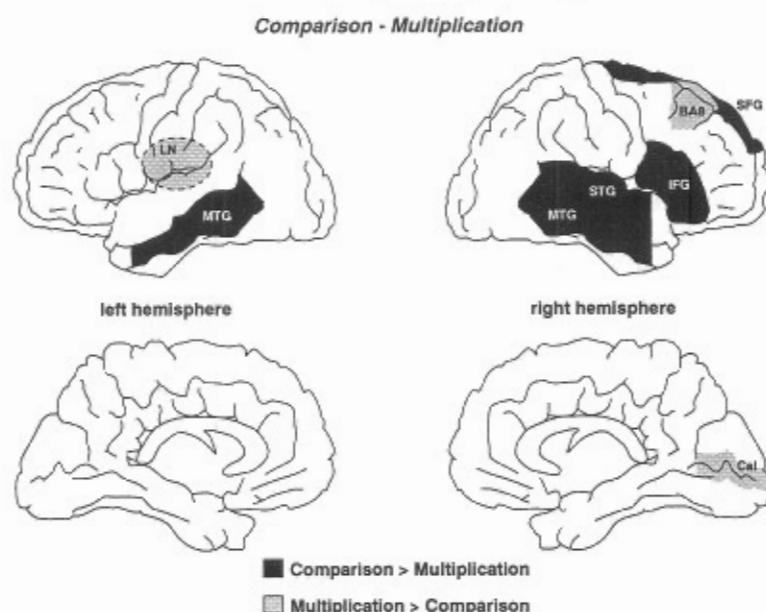 Comparison - Multiplication
LN
MTG
BA8
SFG
STG
IFG
MTG
left hemisphere
right hemisphere
Cal
Comparison > Multiplication
Multiplication > Comparison